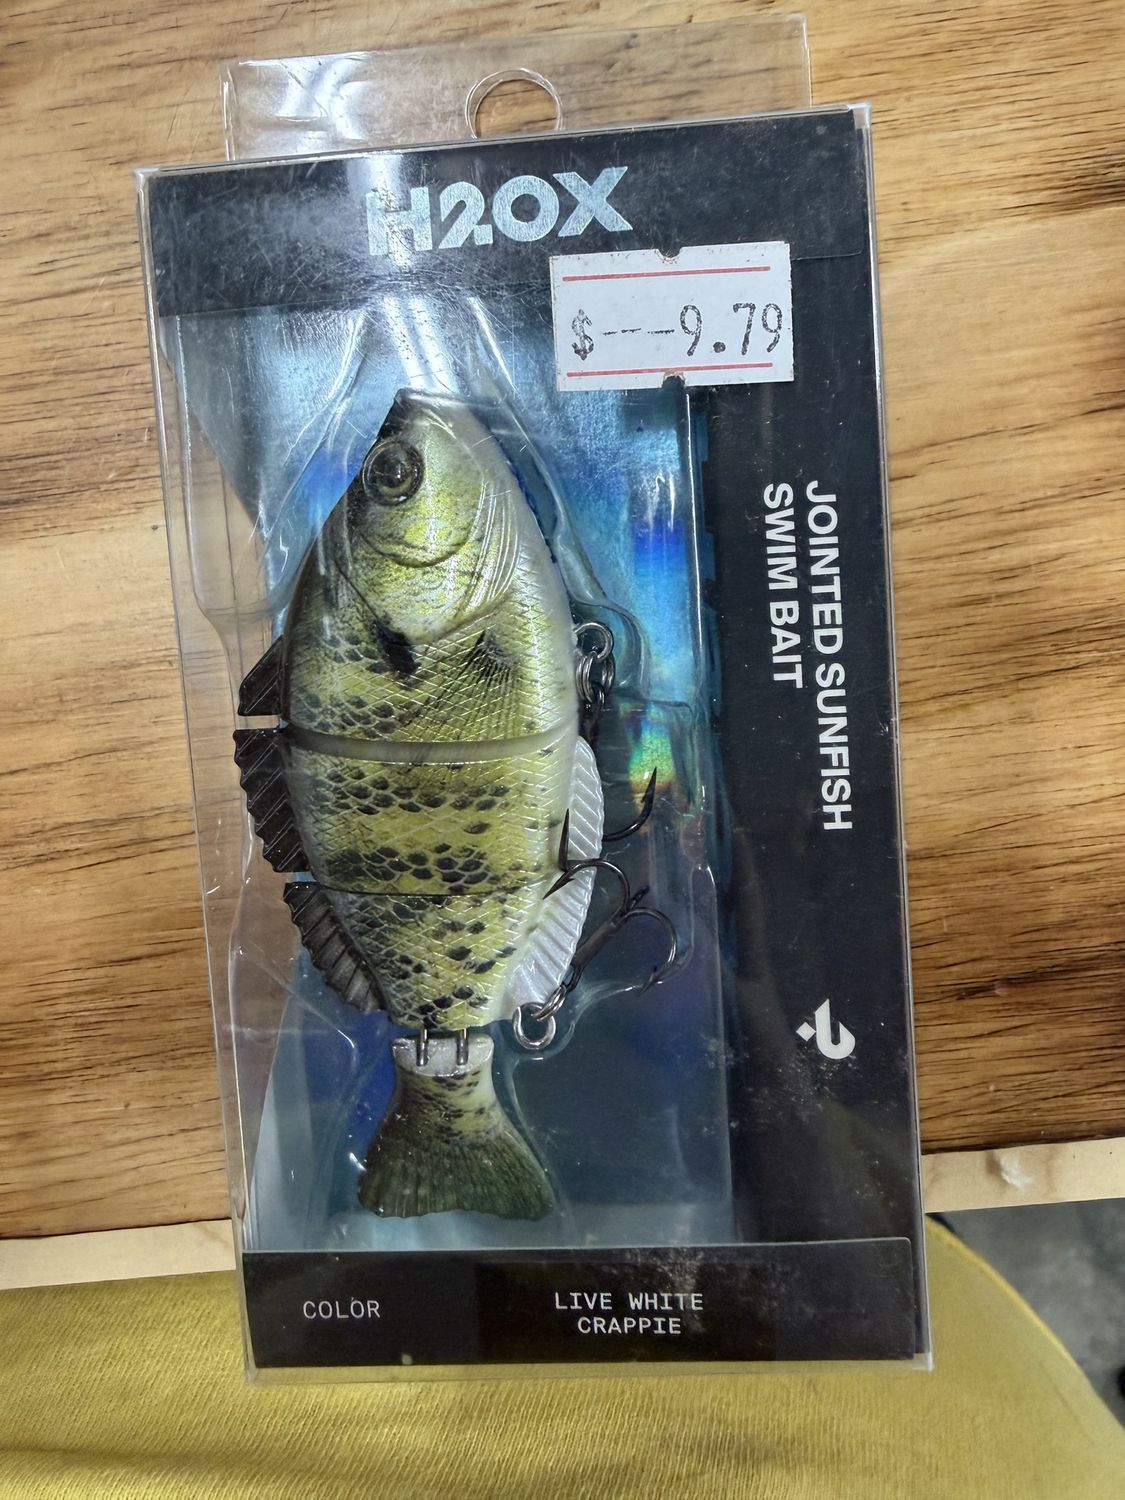 H2OX
$---9.79
JOINTED SUNFISH
SWIM BAIT
COLOR
LIVE WHITE
CRAPPIE